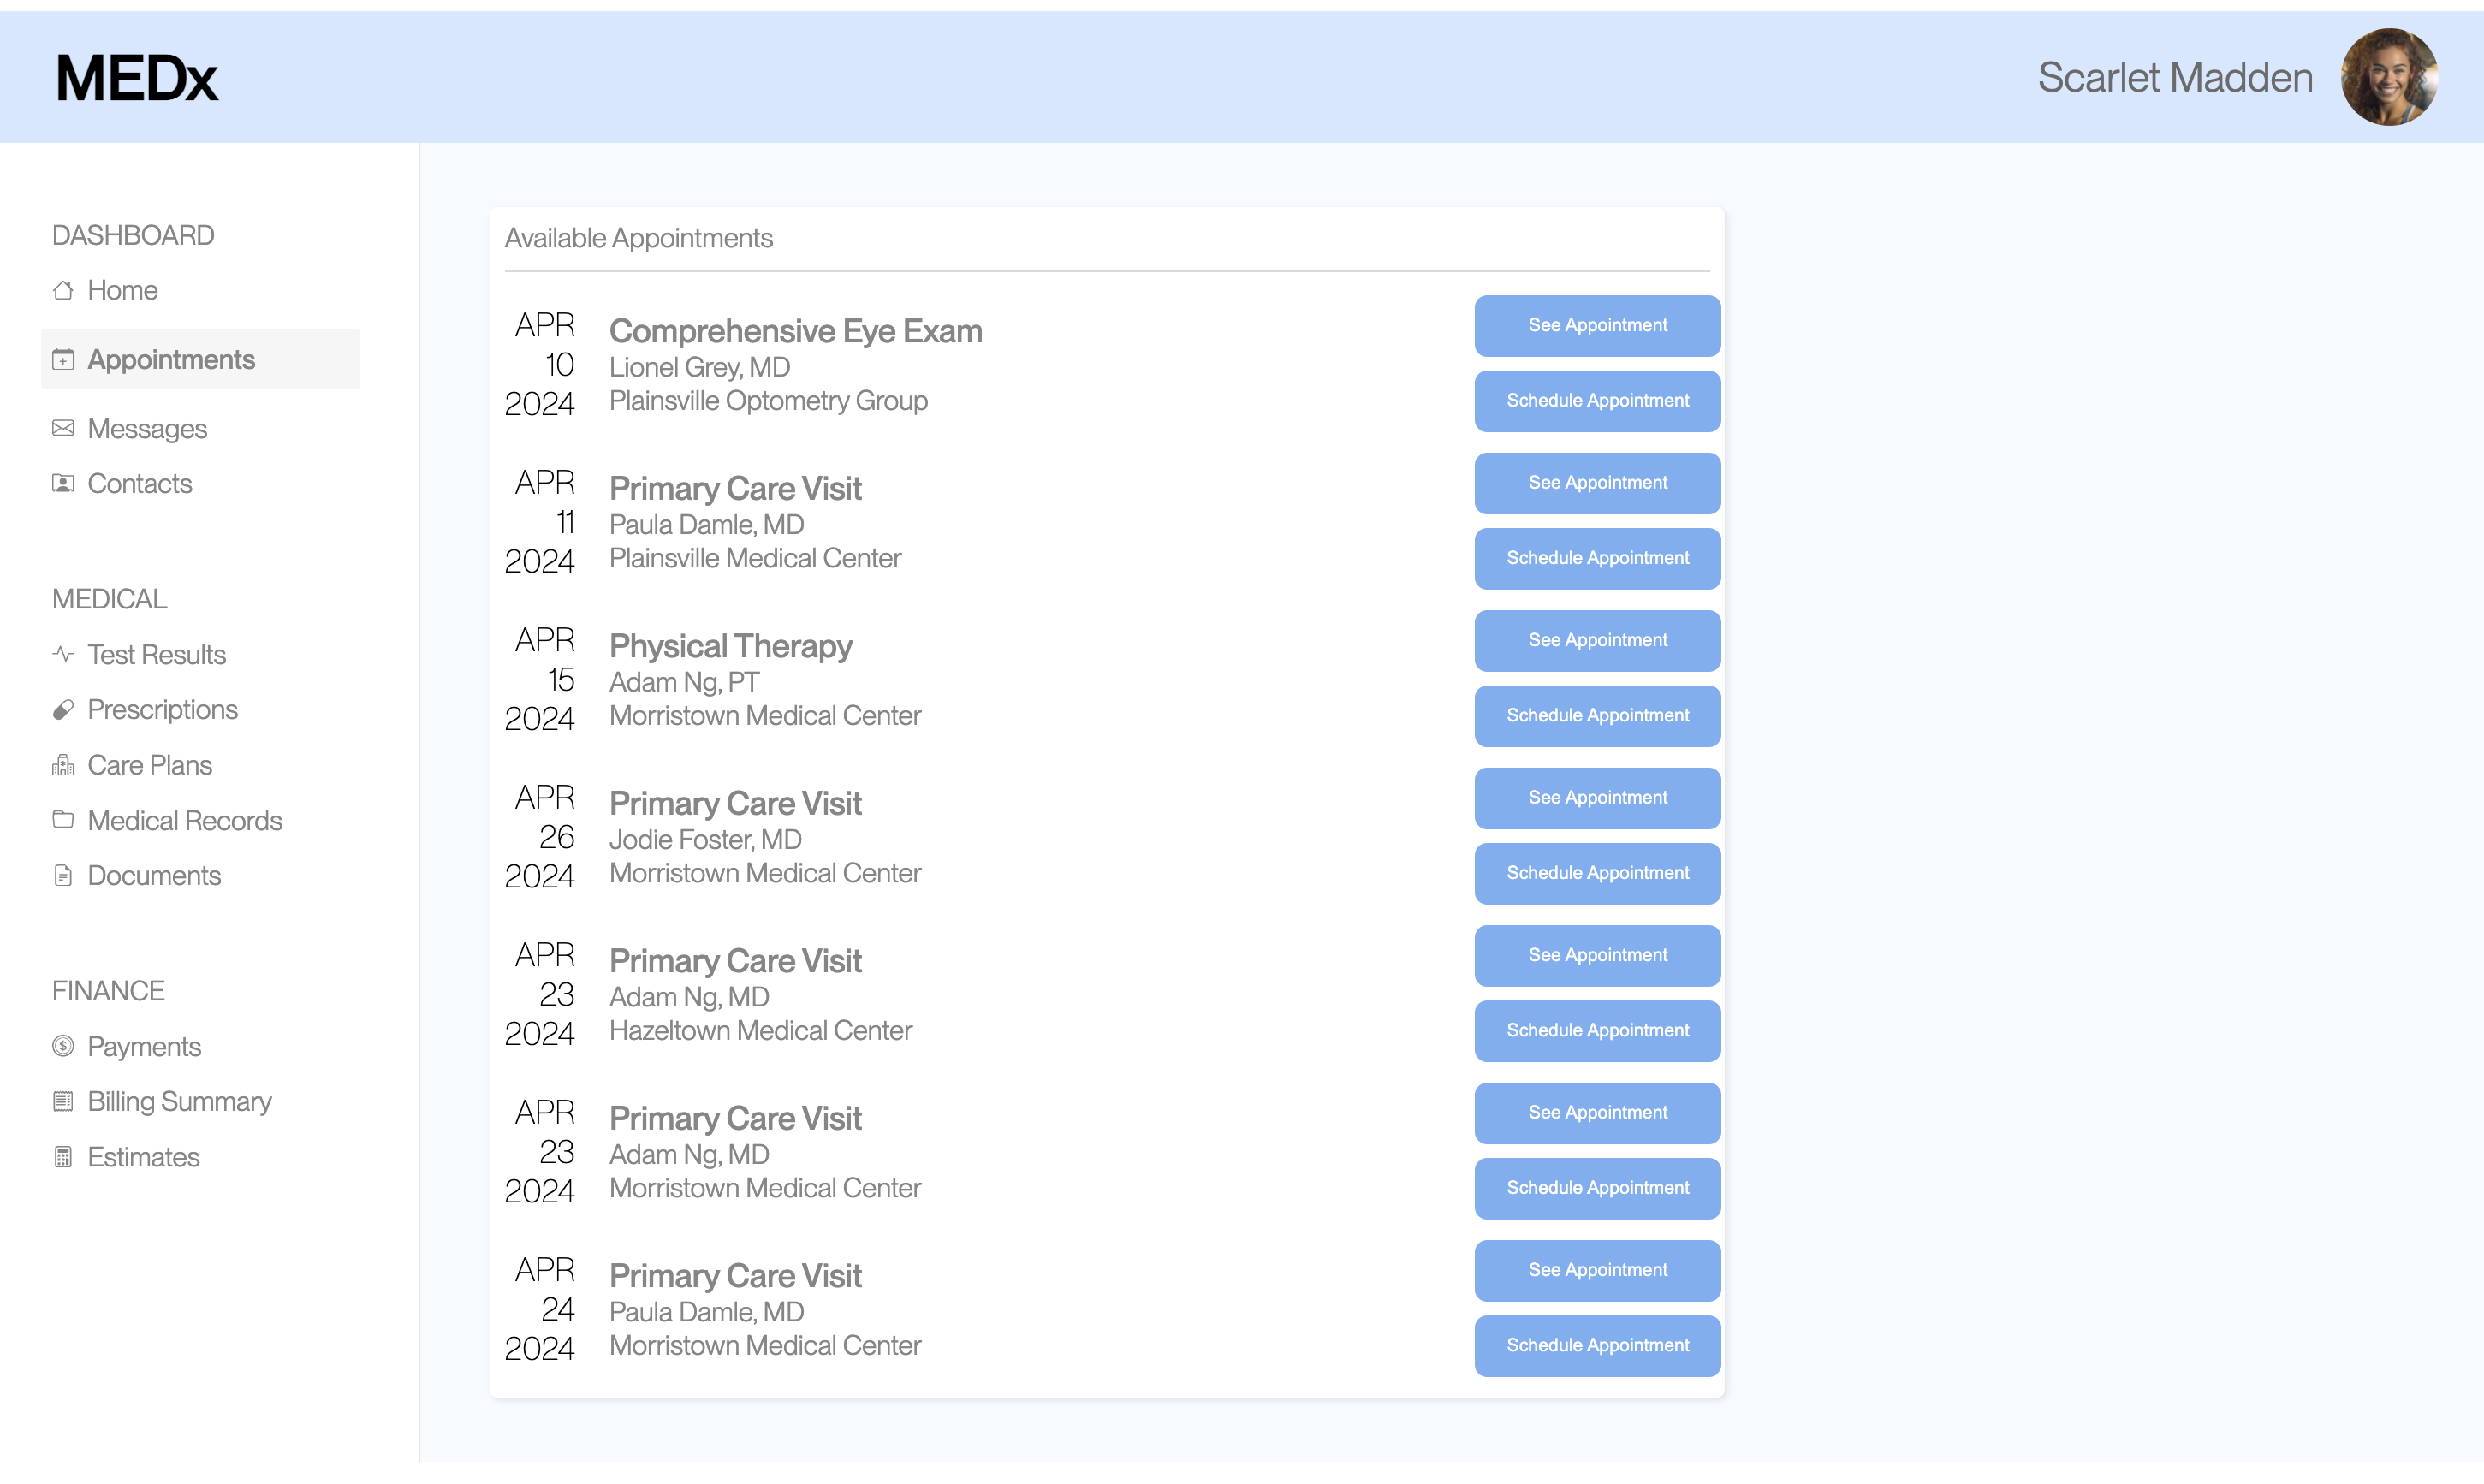 MEDx
Scarlet Madden
DASHBOARD
Home
Appointments
Messages
Contacts
MEDICAL
Test Results
Prescriptions
Care Plans
Medical Records
Documents
FINANCE
Payments
Billing Summary
Estimates
Available Appointments
APR
10
2024
Comprehensive Eye Exam
Lionel Grey, MD
Plainsville Optometry Group
See Appointment
Schedule Appointment
APR
11
2024
Primary Care Visit
Paula Damle, MD
Plainsville Medical Center
See Appointment
Schedule Appointment
APR
15
2024
Physical Therapy
Adam Ng, PT
Morristown Medical Center
See Appointment
Schedule Appointment
APR
26
2024
Primary Care Visit
Jodie Foster, MD
Morristown Medical Center
See Appointment
Schedule Appointment
APR
23
2024
Primary Care Visit
Adam Ng, MD
Hazeltown Medical Center
See Appointment
Schedule Appointment
APR
23
2024
Primary Care Visit
Adam Ng, MD
Morristown Medical Center
See Appointment
Schedule Appointment
APR
24
2024
Primary Care Visit
Paula Damle, MD
Morristown Medical Center
See Appointment
Schedule Appointment